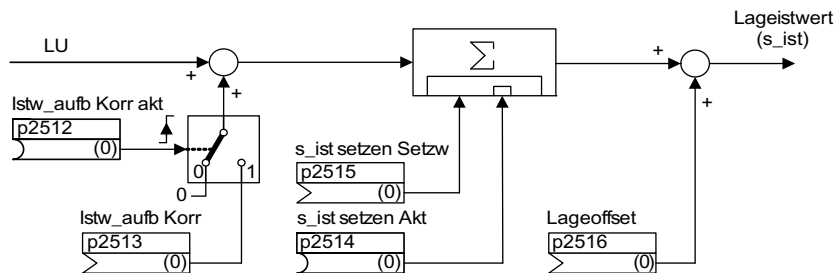 LU
+
+
Σ
+
+
Lageistwert
(s_ist)
Istw_aufb Korr akt
p2512
(0)
0
1
0
Istw_aufb Korr
p2513
(0)
s_ist setzen Setzw
p2515
(0)
s_ist setzen Akt
p2514
(0)
Lageoffset
p2516
(0)